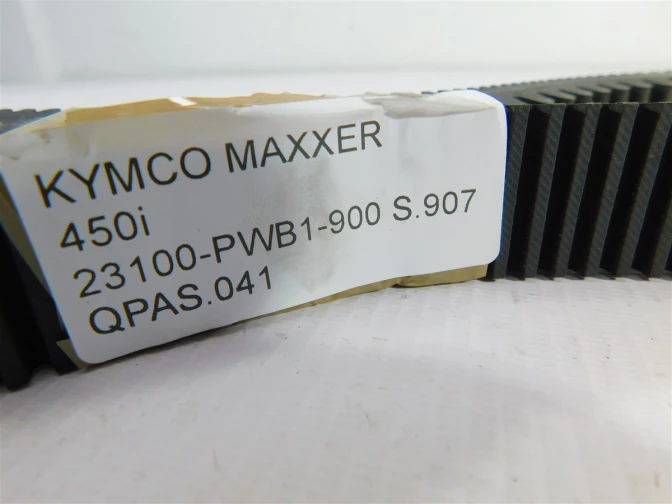 KYMCO MAXXER
450i
23100-PWB1-900 S.907
QPAS.041